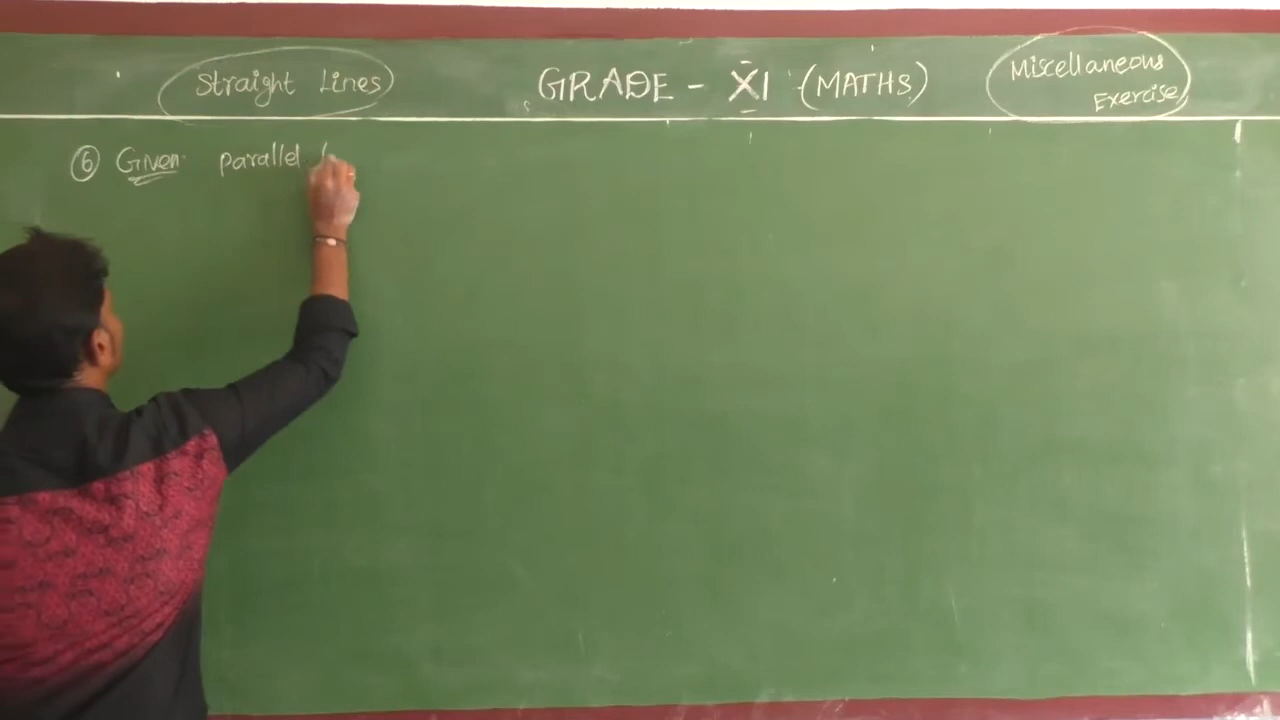 Straight Lines
GRADE - XI (MATHS)
Miscellaneous
Exercise
6 Given: parallel